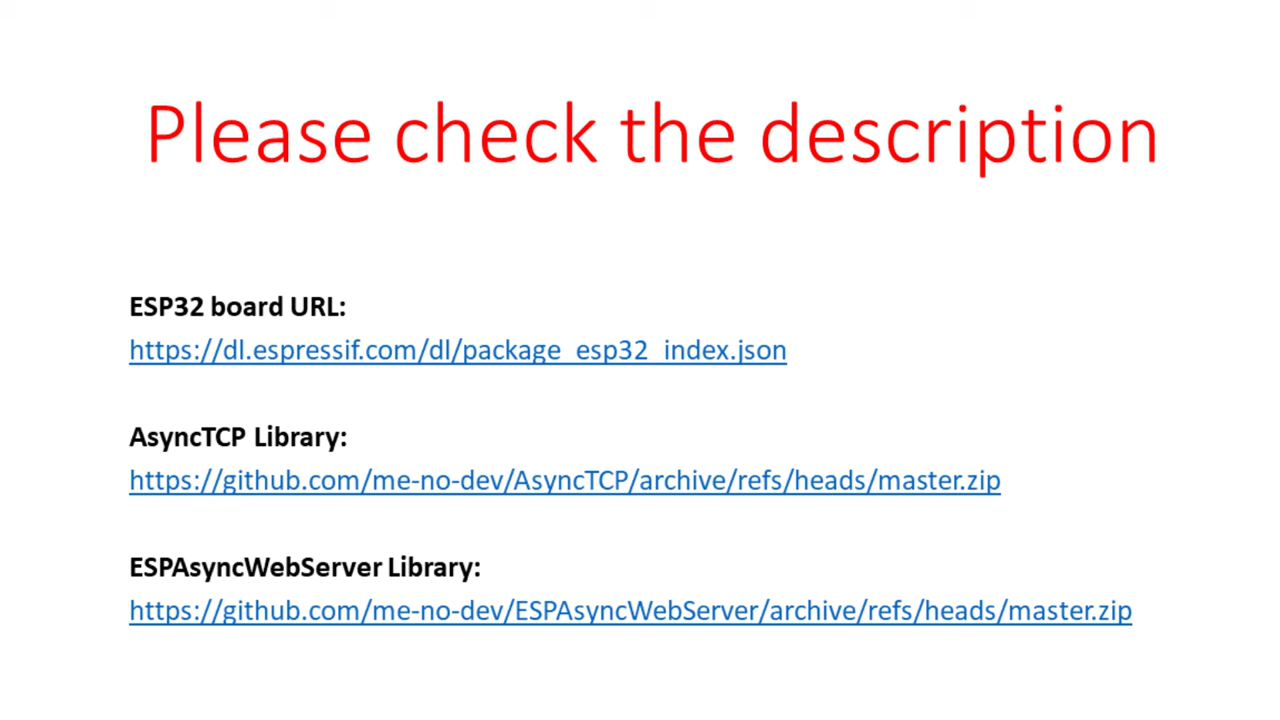 Please check the description
ESP32 board URL:
https://dl.espressif.com/dl/package_esp32_index.json
AsyncTCP Library:
https://github.com/me-no-dev/AsyncTCP/archive/refs/heads/master.zip
ESPAsyncWebServer Library:
https://github.com/me-no-dev/ESPAsyncWebServer/archive/refs/heads/master.zip